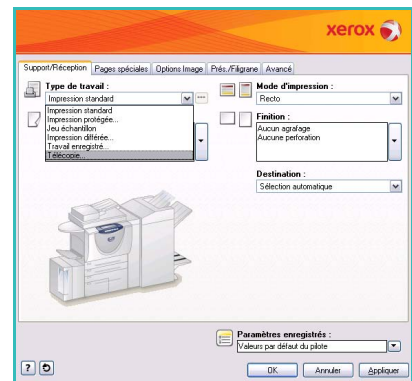 xerox
Support/Réception Pages spéciales Options Image Prés./Filigrane Avancé
Type de travail :
Impression standard
Impression standard
Impression protégée...
Jeu échantillon
Impression différée...
Travail enregistré...
Télécopie...
Mode d'impression :
Recto
Finition :
Aucun agrafage
Aucune perforation
Destination :
Sélection automatique
Paramètres enregistrés :
Valeurs par défaut du pilote
? OK Annuler Appliquer